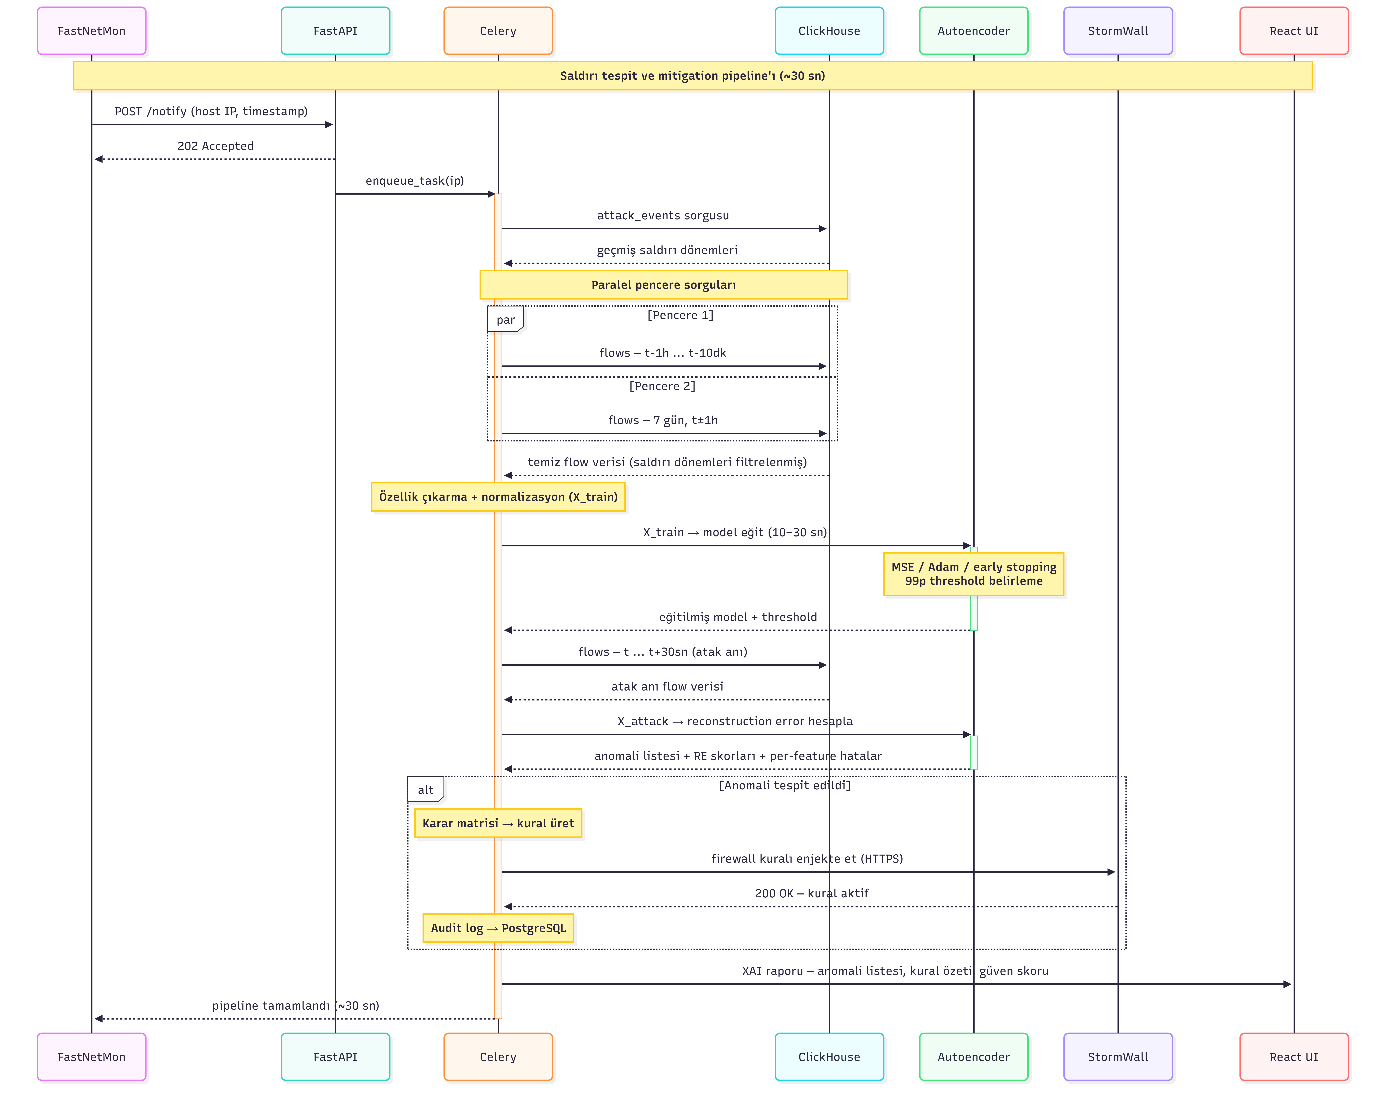 FastNetMon
FastAPI
Celery
ClickHouse
Autoencoder
StormWall
React UI
Saldırı tespit ve mitigation pipeline'ı (~30 sn)
POST /notify (host IP, timestamp)
202 Accepted
enqueue_task(ip)
attack_events sorgusu
geçmiş saldırı dönemleri
Paralel pencere sorguları
par
[Pencere 1]
flows — t-1h ... t-10dk
[Pencere 2]
flows — 7 gün, t±1h
temiz flow verisi (saldırı dönemleri filtrelenmiş)
Özellik çıkarma + normalizasyon (X_train)
X_train → model eğit (10–30 sn)
MSE / Adam / early stopping
99p threshold belirleme
eğitilmiş model + threshold
flows — t ... t+30sn (atak anı)
atak anı flow verisi
X_attack → reconstruction error hesapla
anomali listesi + RE skorları + per-feature hatalar
alt
[Anomali tespit edildi]
Karar matrisi → kural üret
firewall kuralı enjekte et (HTTPS)
200 OK — kural aktif
Audit log → PostgreSQL
XAI raporu — anomali listesi, kural özeti, güven skoru
pipeline tamamlandı (~30 sn)
FastNetMon
FastAPI
Celery
ClickHouse
Autoencoder
StormWall
React UI